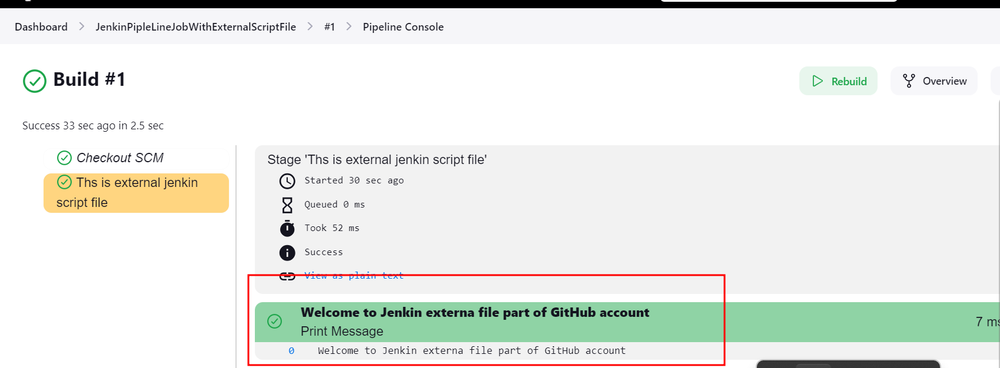 Dashboard > JenkinPipleLineJobWithExternalScriptFile > #1 > Pipeline Console
Build #1
Rebuild
Overview
Success 33 sec ago in 2.5 sec
Checkout SCM
Ths is external jenkin
script file
Stage 'Ths is external jenkin script file'
Started 30 sec ago
Queued 0 ms
Took 52 ms
Success
View as plain text
Welcome to Jenkin externa file part of GitHub account
7 ms
Print Message
0 Welcome to Jenkin externa file part of GitHub account